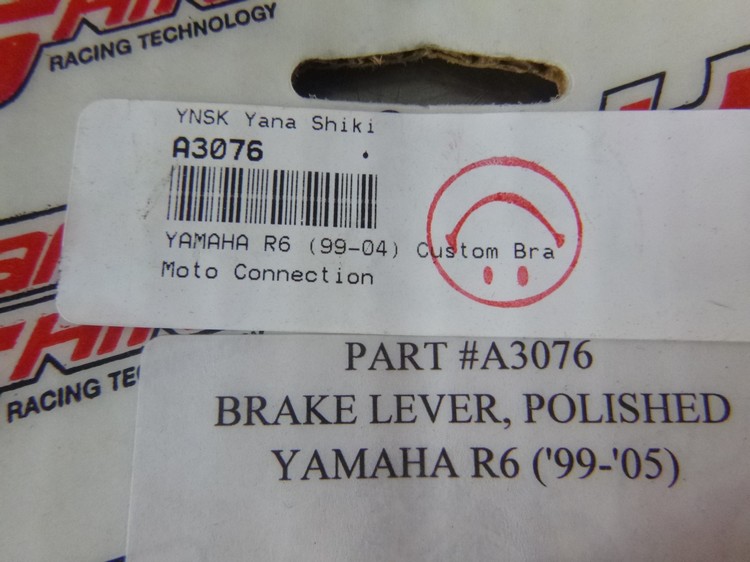 RACING TECHNOLOGY
YNSK Yana Shiki
A3076
YAMAHA R6 (99-04) Custom Bra
Moto Connection
RACING TEC
PART #A3076
BRAKE LEVER, POLISHED
YAMAHA R6 ('99-'05)